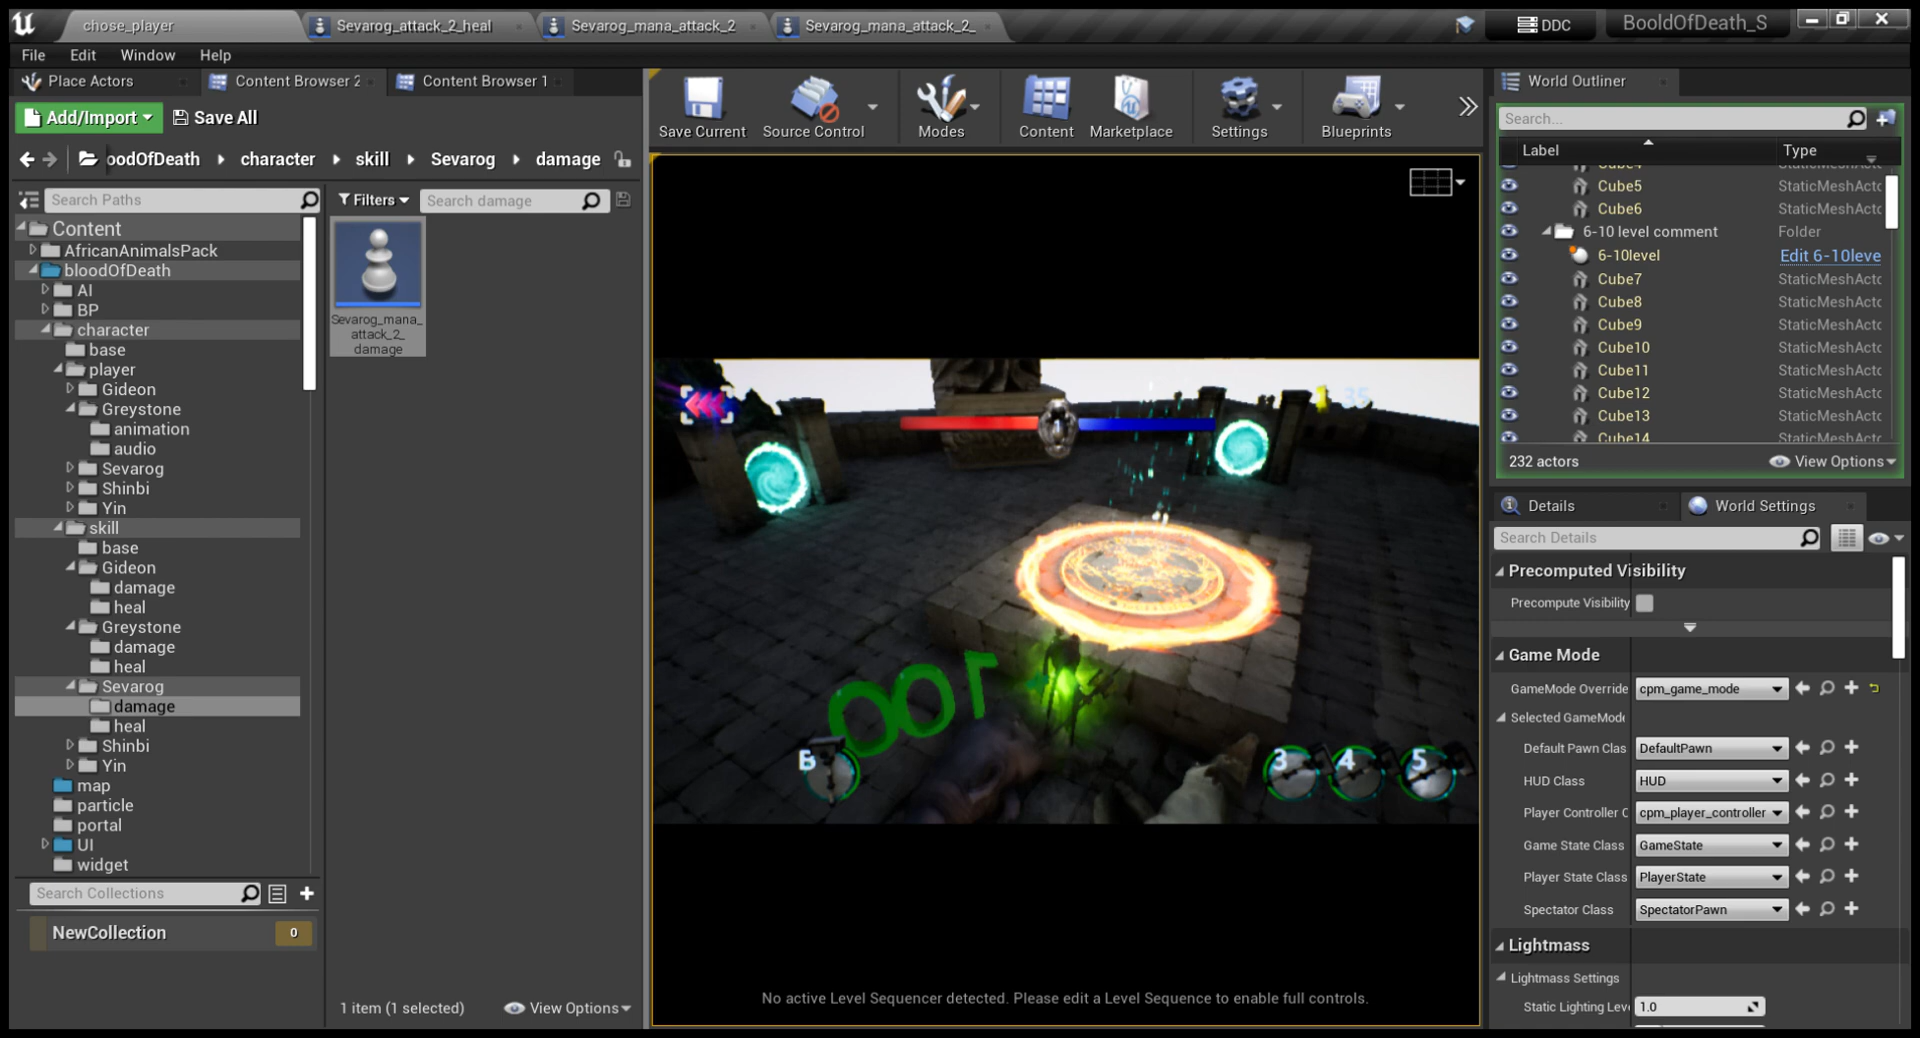 chose_player
Sevarog_attack_2_heal
Sevarog_mana_attack_2
Sevarog_mana_attack_2_
DDC
BooldOfDeath_S
File
Edit
Window
Help
Place Actors
Content Browser 2
Content Browser 1
Add/Import
Save All
oodOfDeath
character
skill
Sevarog
damage
Search Paths
Filters
Search damage
Content
AfricanAnimalsPack
bloodOfDeath
AI
BP
character
base
player
Gideon
Greystone
animation
audio
Sevarog
Shinbi
Yin
skill
base
Gideon
damage
heal
Greystone
damage
heal
Sevarog
damage
heal
Shinbi
Yin
map
particle
portal
UI
widget
Search Collections
NewCollection
0
Sevarog_mana_
attack_2_
damage
1 item (1 selected)
View Options
Save Current
Source Control
Modes
Content
Marketplace
Settings
Blueprints
35
100
B
3
4
5
No active Level Sequencer detected. Please edit a Level Sequence to enable full controls.
World Outliner
Search...
Label
Type
Cube4
Cube5
StaticMeshActo
Cube6
StaticMeshActo
6-10 level comment
Folder
6-10level
Edit 6-10leve
Cube7
StaticMeshActo
Cube8
StaticMeshActo
Cube9
StaticMeshActo
Cube10
StaticMeshActo
Cube11
StaticMeshActo
Cube12
StaticMeshActo
Cube13
StaticMeshActo
Cube14
232 actors
View Options
Details
World Settings
Search Details
Precomputed Visibility
Precompute Visibility
Game Mode
GameMode Override
cpm_game_mode
Selected GameMode
Default Pawn Clas
DefaultPawn
HUD Class
HUD
Player Controller C
cpm_player_controller
Game State Class
GameState
Player State Class
PlayerState
Spectator Class
SpectatorPawn
Lightmass
Lightmass Settings
Static Lighting Lev
1.0